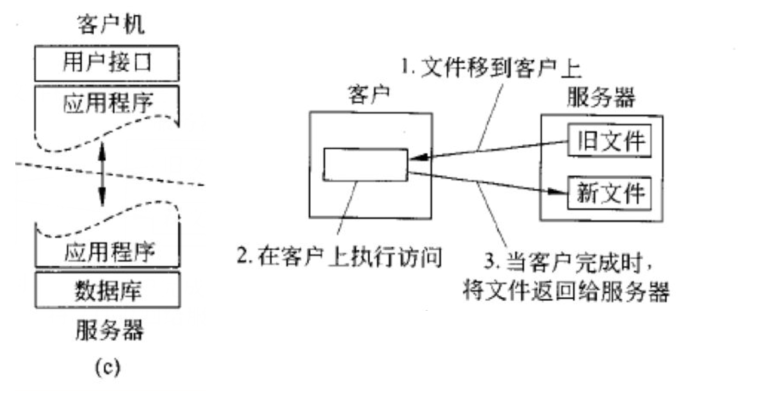 客户机
用户接口
应用程序
应用程序
数据库
服务器
(c)
1. 文件移到客户上
客户
服务器
旧文件
新文件
2. 在客户上执行访问
3. 当客户完成时，
将文件返回给服务器